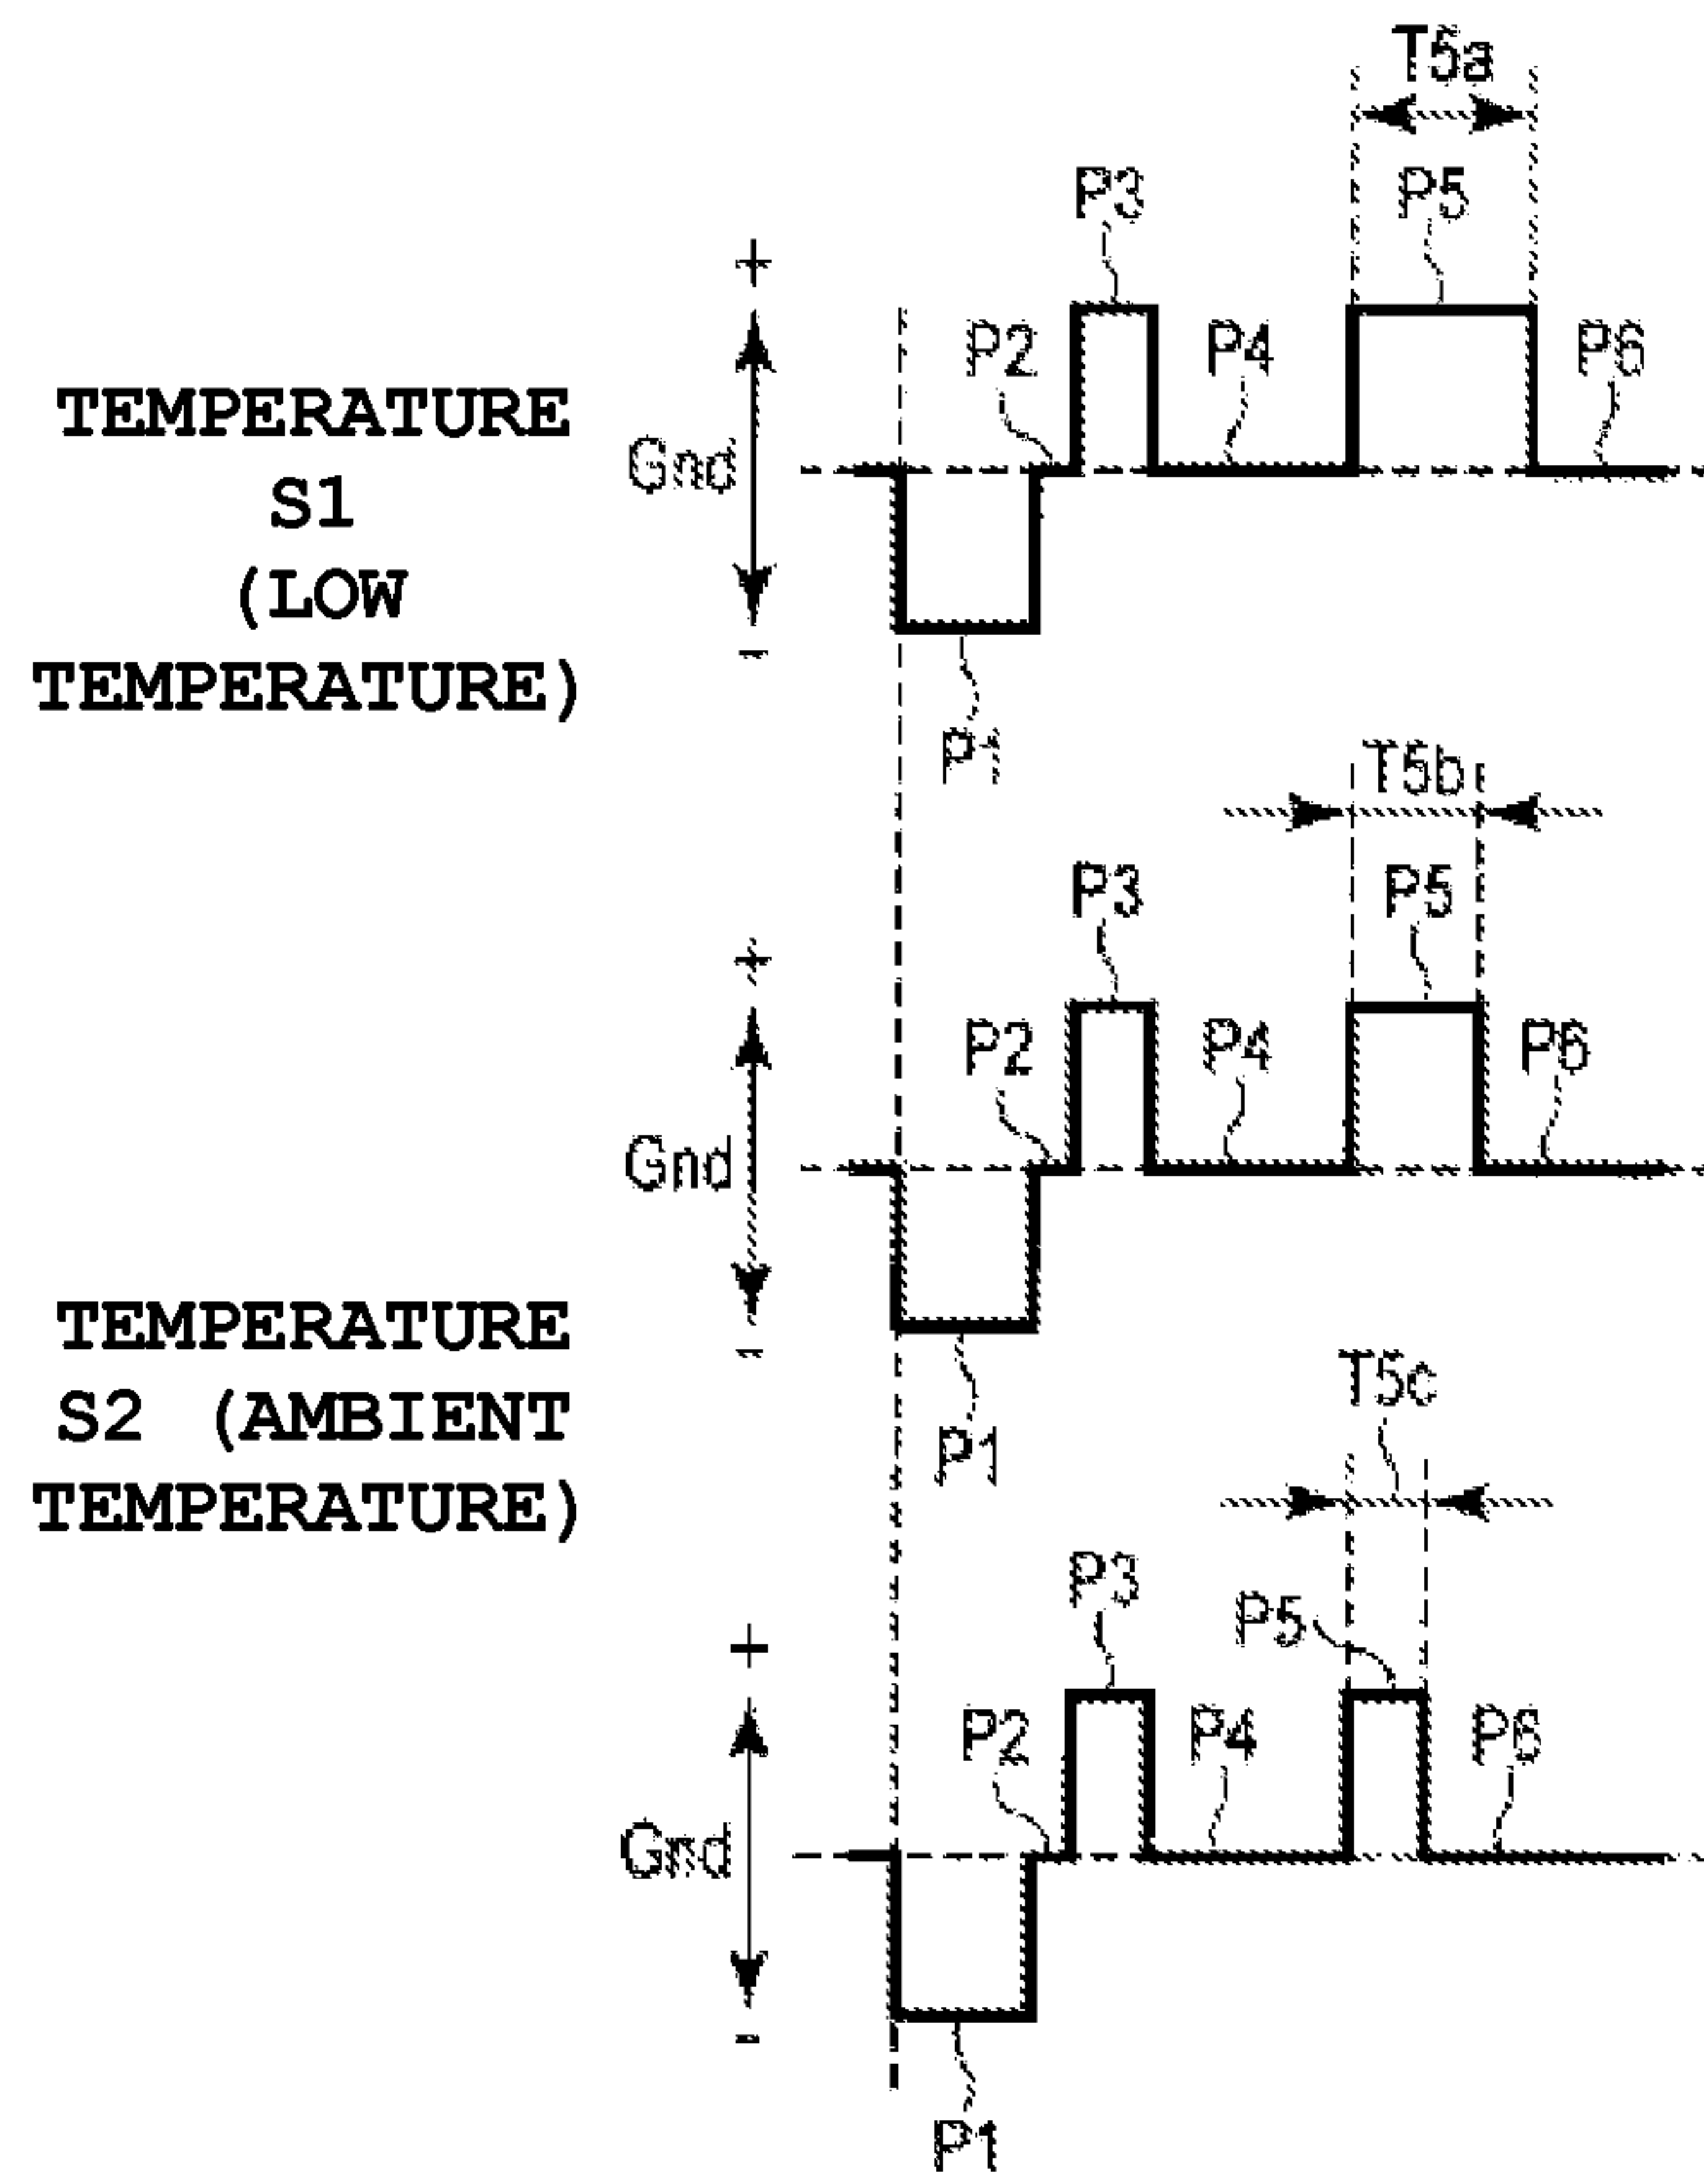 T5a
P3
P5
+
P2
P4
P6
TEMPERATURE
S1
(LOW
TEMPERATURE)
Gnd
-
P1
T5b
P3
P5
+
P2
P4
P6
Gnd
TEMPERATURE
S2 (AMBIENT
TEMPERATURE)
-
P1
T5c
P3
P5
+
P2
P4
P6
Gnd
-
P1